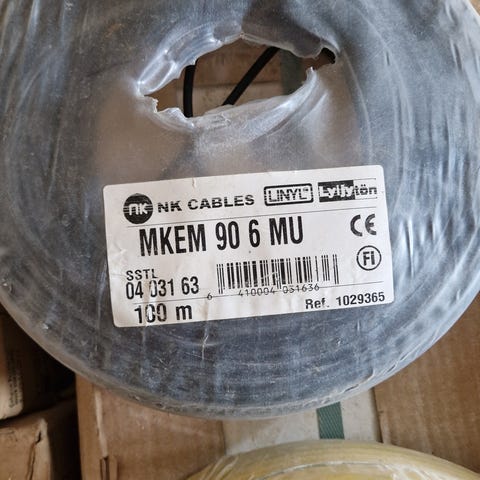 NK NK CABLES LINYL Lyijytön
MKEM 90 6 MU CE
SSTL
04 031 63
FI
6 410004 031636
100 m
Ref. 1029365